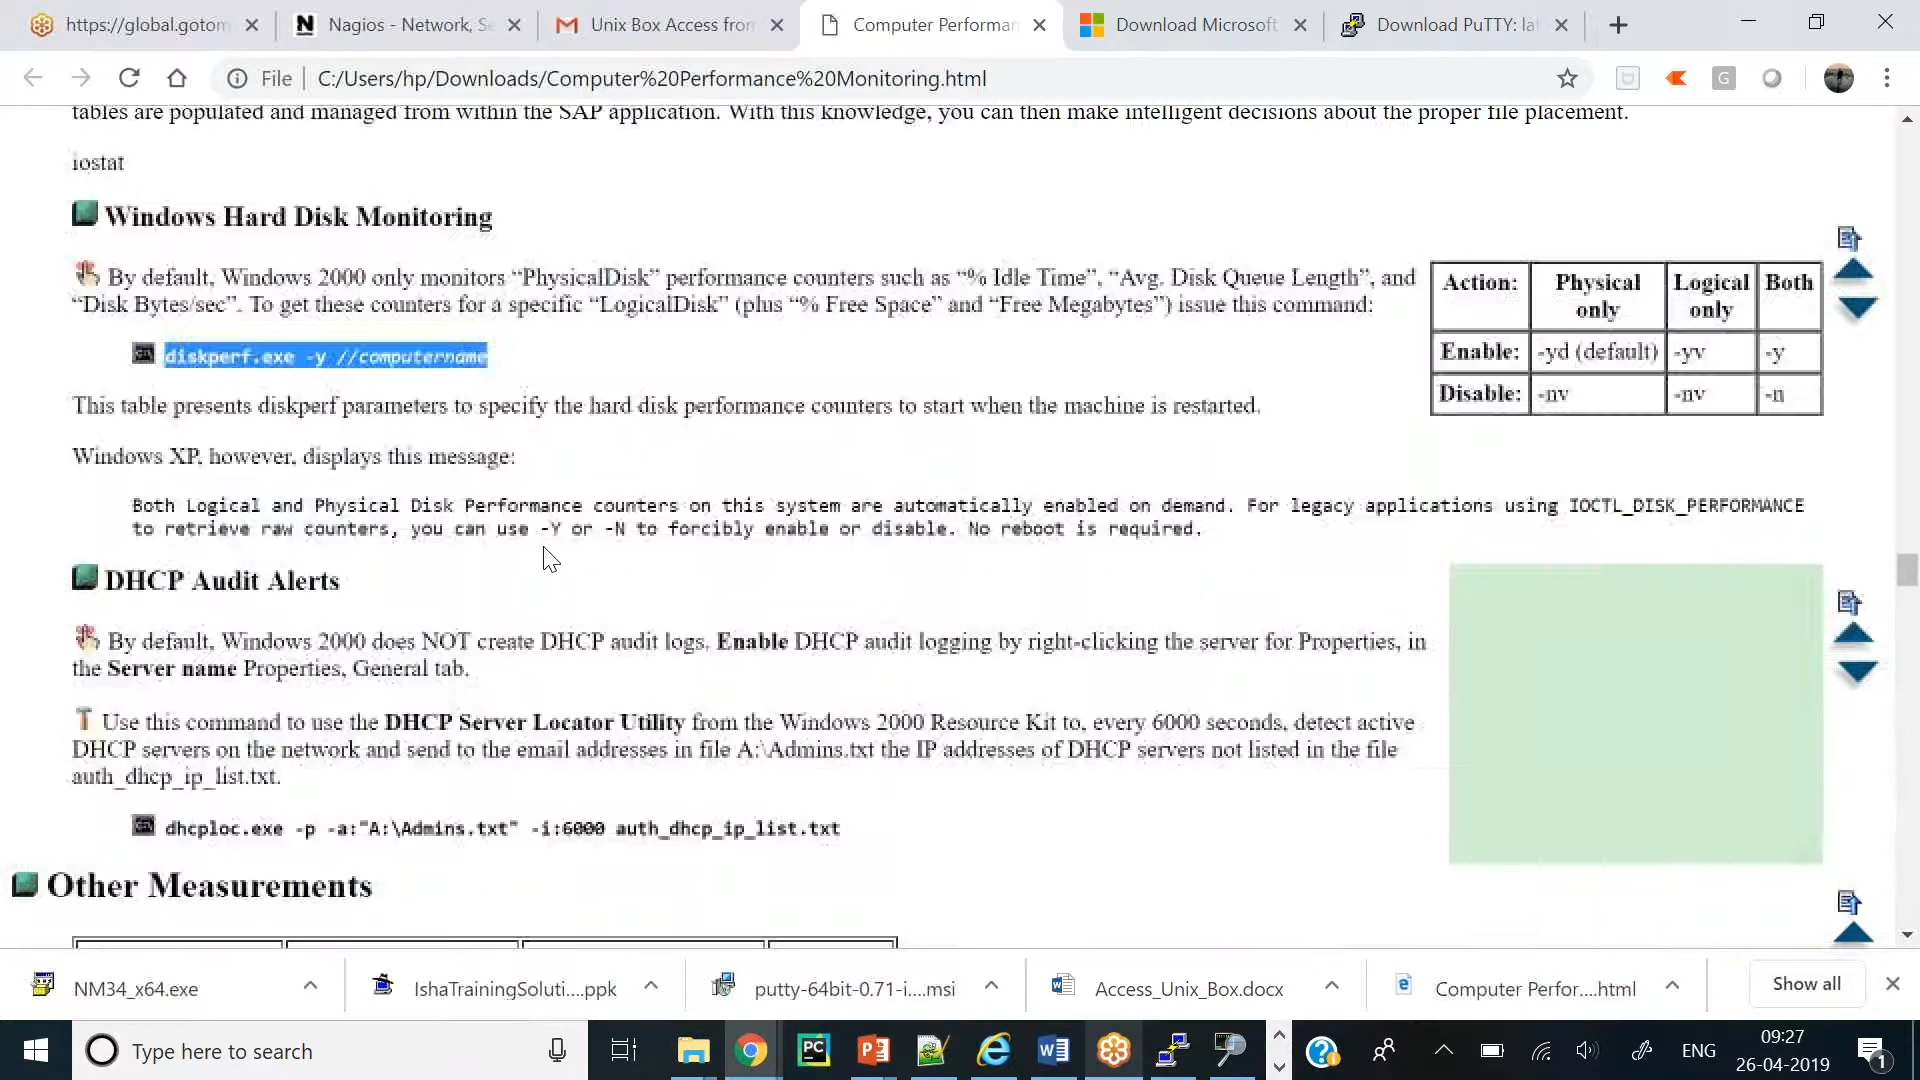 https://global.gotom
Nagios - Network, Se
Unix Box Access from
Computer Performan
Download Microsoft
Download PuTTY: lat
File
C:/Users/hp/Downloads/Computer%20Performance%20Monitoring.html
tables are populated and managed from within the SAP application. With this knowledge, you can then make intelligent decisions about the proper file placement.
iostat
Windows Hard Disk Monitoring
By default, Windows 2000 only monitors “PhysicalDisk” performance counters such as “% Idle Time”, “Avg. Disk Queue Length”, and
“Disk Bytes/sec”. To get these counters for a specific “LogicalDisk” (plus “% Free Space” and “Free Megabytes”) issue this command:
diskperf.exe -y //computername
This table presents diskperf parameters to specify the hard disk performance counters to start when the machine is restarted.
Action: Physical only Logical only Both
Enable: -yd (default) -yv -y
Disable: -nv -nv -n
Windows XP, however, displays this message:
Both Logical and Physical Disk Performance counters on this system are automatically enabled on demand. For legacy applications using IOCTL_DISK_PERFORMANCE
to retrieve raw counters, you can use -Y or -N to forcibly enable or disable. No reboot is required.
DHCP Audit Alerts
By default, Windows 2000 does NOT create DHCP audit logs. Enable DHCP audit logging by right-clicking the server for Properties, in
the Server name Properties, General tab.
Use this command to use the DHCP Server Locator Utility from the Windows 2000 Resource Kit to, every 6000 seconds, detect active
DHCP servers on the network and send to the email addresses in file A:\Admins.txt the IP addresses of DHCP servers not listed in the file
auth_dhcp_ip_list.txt.
dhcploc.exe -p -a:"A:\Admins.txt" -i:6000 auth_dhcp_ip_list.txt
Other Measurements
NM34_x64.exe
IshaTrainingSoluti....ppk
putty-64bit-0.71-i....msi
Access_Unix_Box.docx
Computer Perfor....html
Show all
Type here to search
ENG
09:27
26-04-2019
1